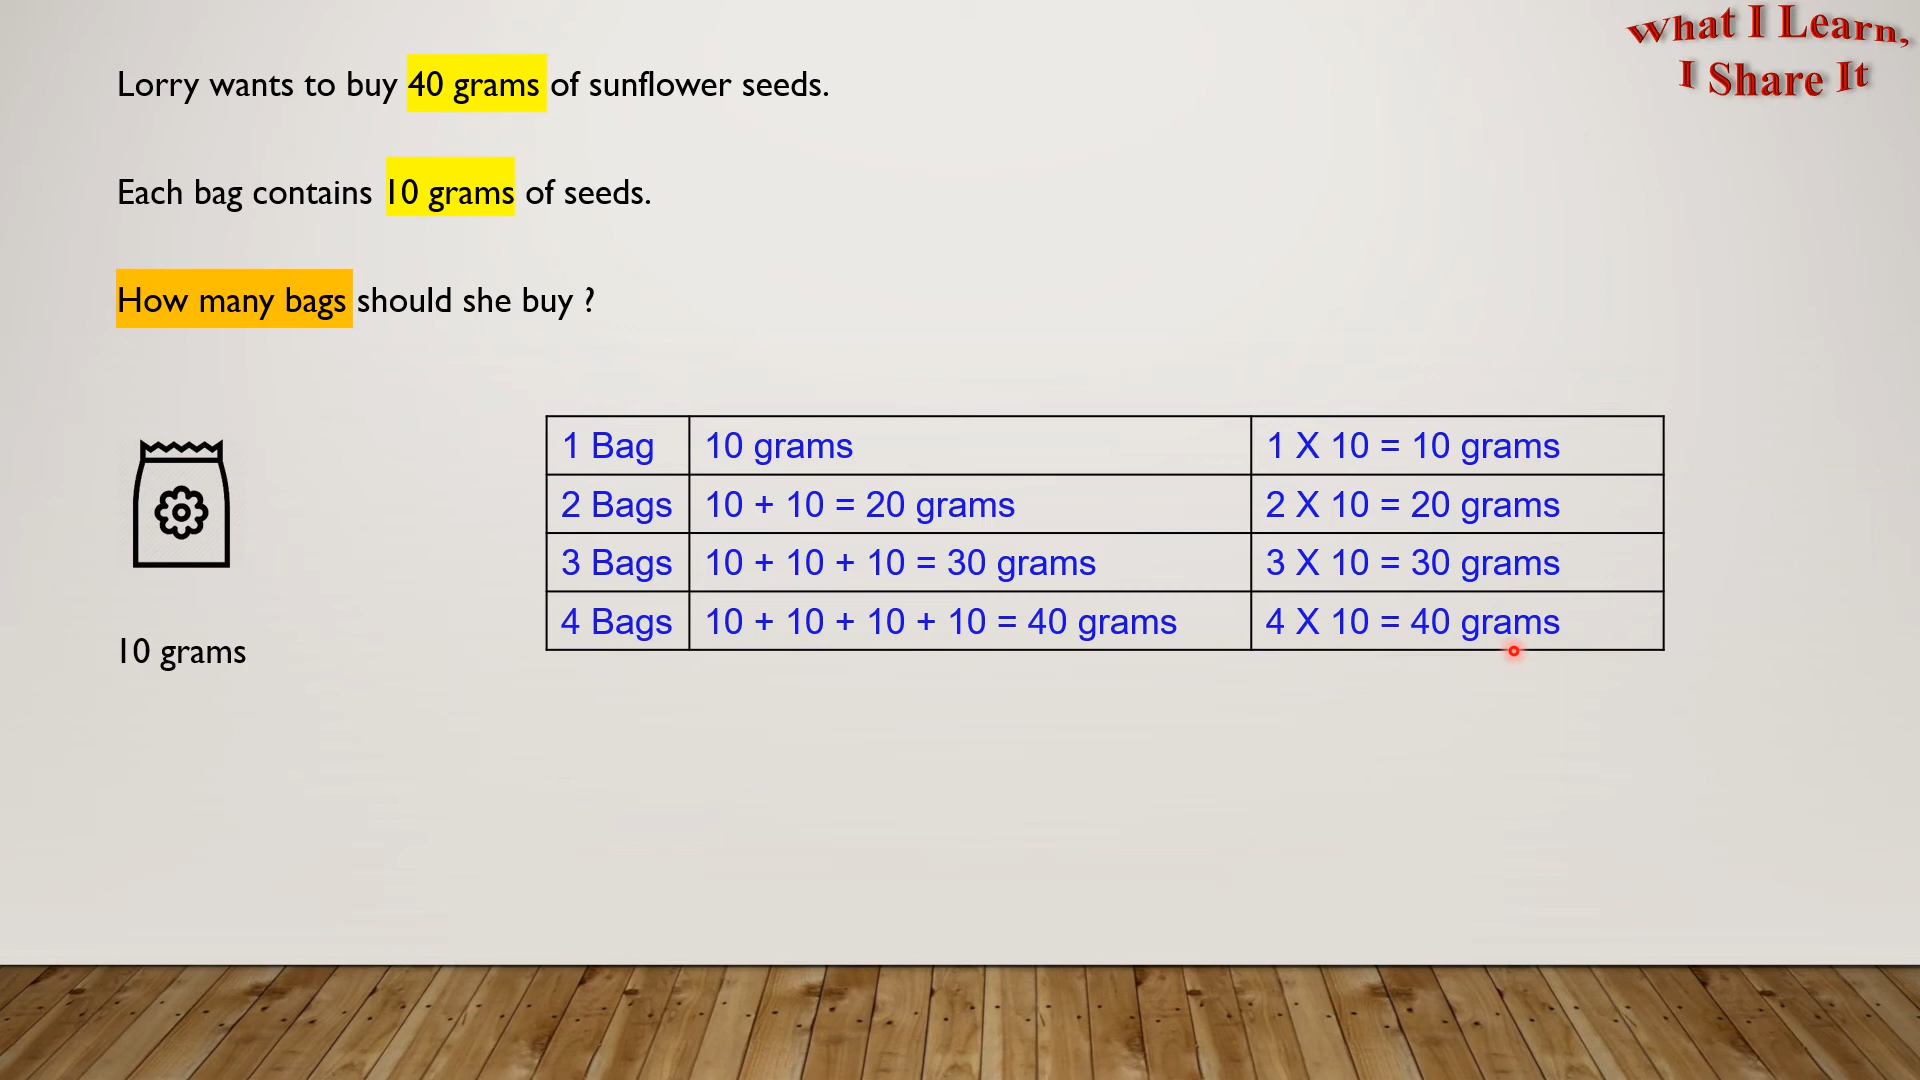 What I Learn,
I Share It
Lorry wants to buy 40 grams of sunflower seeds.
Each bag contains 10 grams of seeds.
How many bags should she buy ?
1 Bag 10 grams 1 X 10 = 10 grams
2 Bags 10 + 10 = 20 grams 2 X 10 = 20 grams
3 Bags 10 + 10 + 10 = 30 grams 3 X 10 = 30 grams
4 Bags 10 + 10 + 10 + 10 = 40 grams 4 X 10 = 40 grams
10 grams